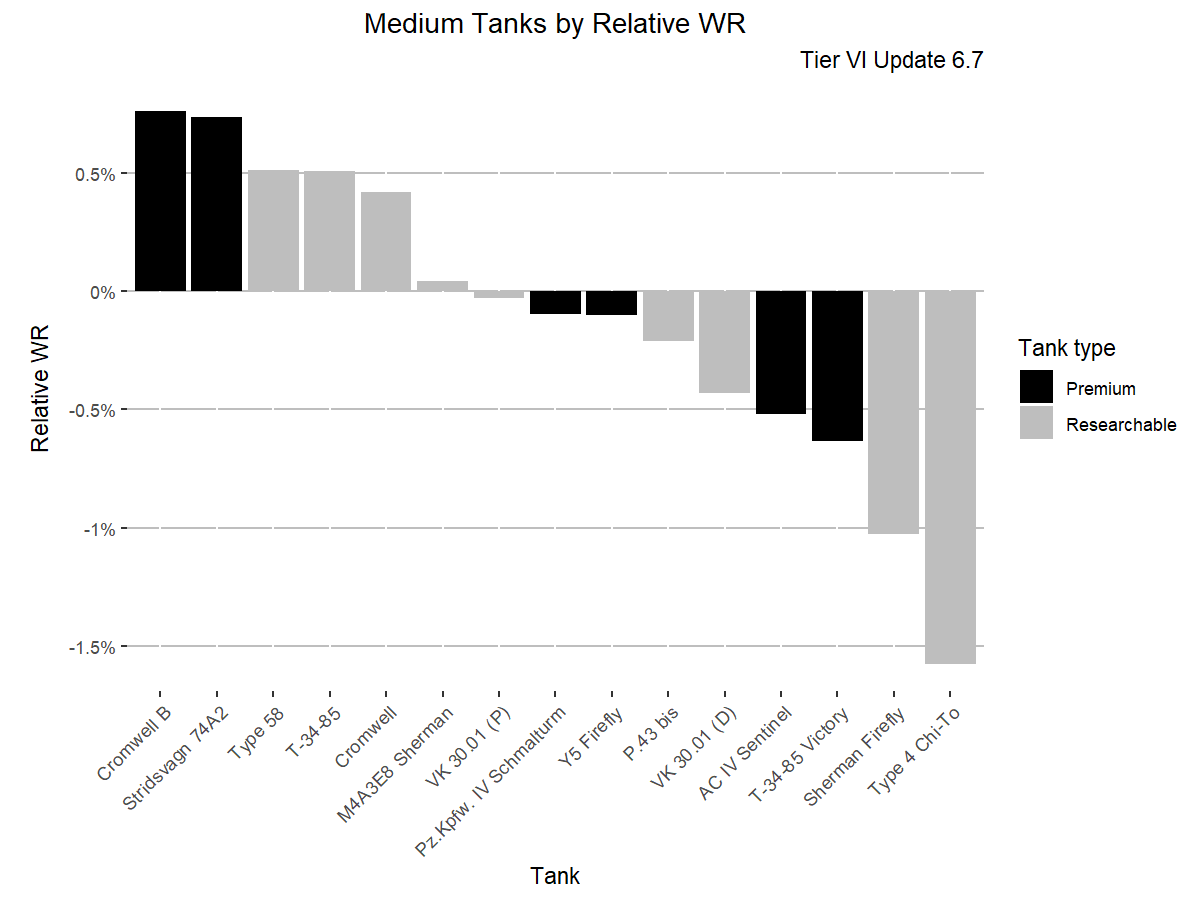 Medium Tanks by Relative WR
Tier VI Update 6.7
0.5%
0%
-0.5%
-1%
-1.5%
Relative WR
Cromwell B
Stridsvagn 74A2
Type 58
T-34-85
Cromwell
M4A3E8 Sherman
VK 30.01 (P)
Pz.Kpfw. IV Schmalturm
Y5 Firefly
P.43 bis
VK 30.01 (D)
AC IV Sentinel
T-34-85 Victory
Sherman Firefly
Type 4 Chi-To
Tank
Tank type
Premium
Researchable